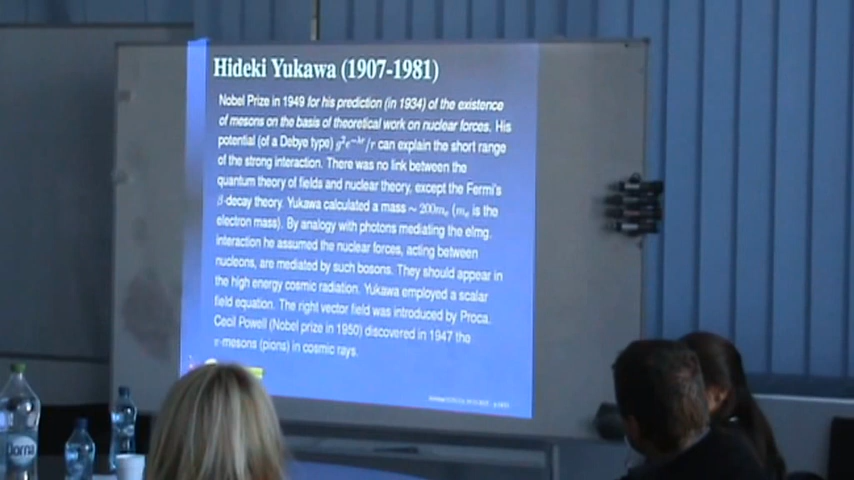 Hideki Yukawa (1907-1981)
Nobel Prize in 1949 for his prediction (in 1934) of the existence
of mesons on the basis of theoretical work on nuclear forces. His
potential (of a Debye type) g²e⁻ᵏʳ/r can explain the short range
of the strong interaction. There was no link between the
quantum theory of fields and nuclear theory, except the Fermi's
β-decay theory. Yukawa calculated a mass ~ 200mₑ (mₑ is the
electron mass). By analogy with photons mediating the elmg.
interaction he assumed the nuclear forces, acting between
nucleons, are mediated by such bosons. They should appear in
the high energy cosmic radiation. Yukawa employed a scalar
field equation. The right vector field was introduced by Proca.
Cecil Powell (Nobel prize in 1950) discovered in 1947 the
π-mesons (pions) in cosmic rays.
Dorna